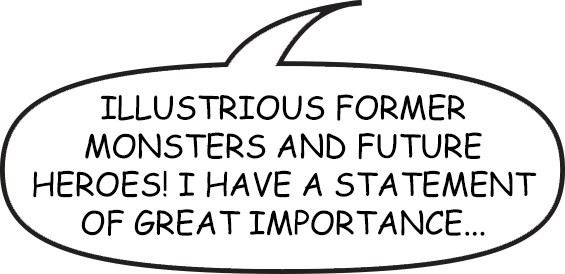 ILLUSTRIOUS FORMER
MONSTERS AND FUTURE
HEROES! I HAVE A STATEMENT
OF GREAT IMPORTANCE...